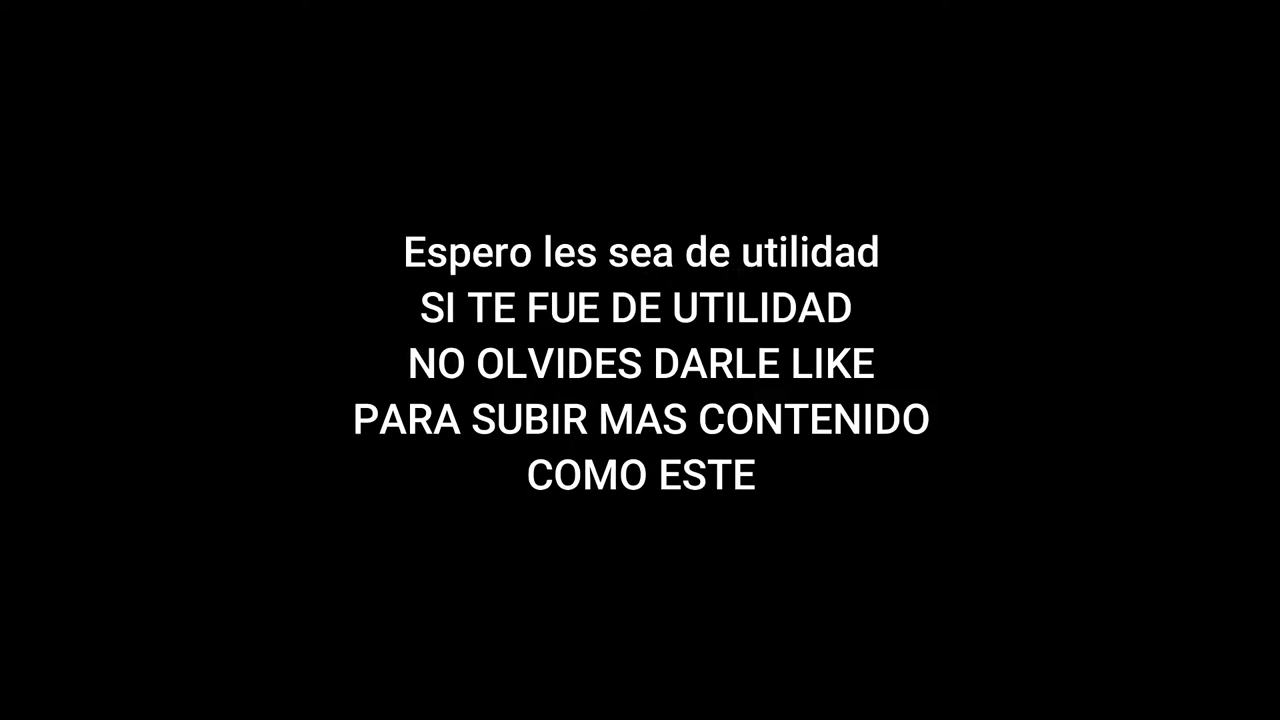 Espero les sea de utilidad
SI TE FUE DE UTILIDAD
NO OLVIDES DARLE LIKE
PARA SUBIR MAS CONTENIDO
COMO ESTE